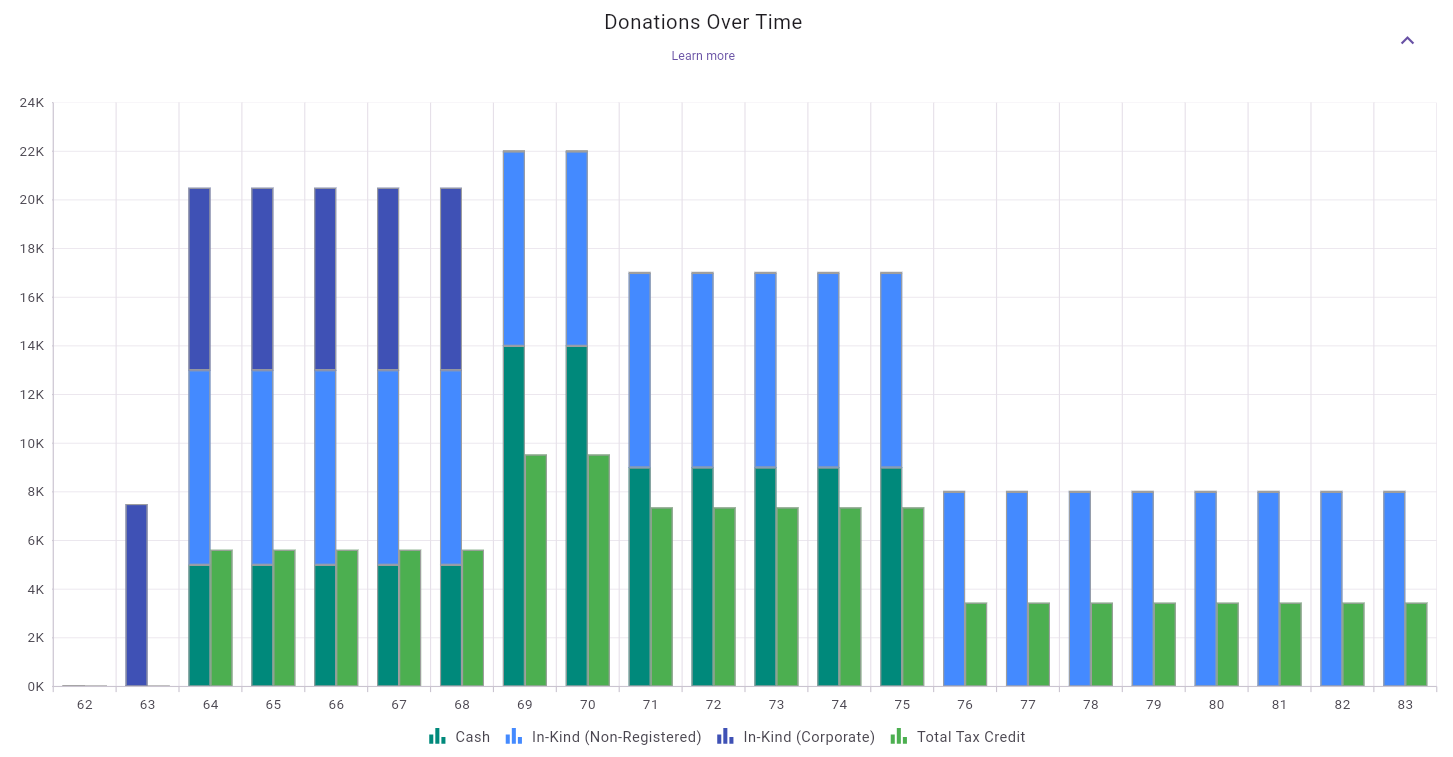 Donations Over Time
Learn more
24K
22K
20K
18K
16K
14K
12K
10K
8K
6K
4K
2K
0K
62 63 64 65 66 67 68 69 70 71 72 73 74 75 76 77 78 79 80 81 82 83
Cash In-Kind (Non-Registered) In-Kind (Corporate) Total Tax Credit